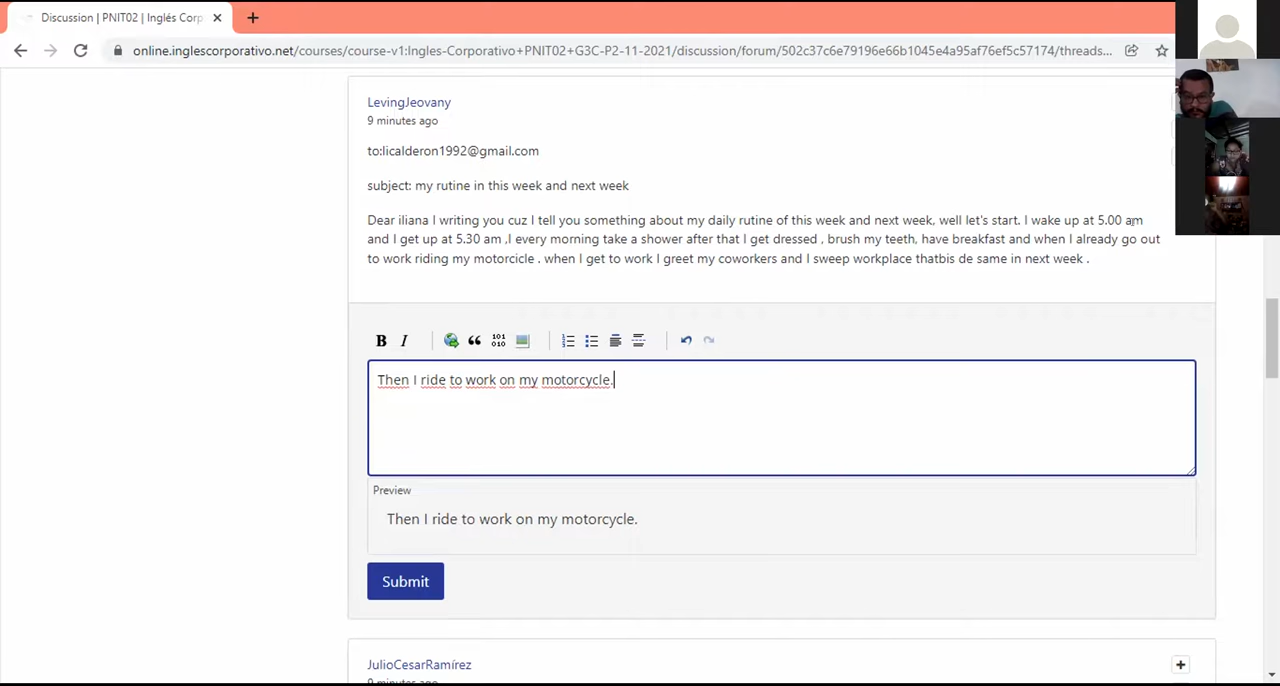 Discussion | PNIT02 | Inglés Corp
online.inglescorporativo.net/courses/course-v1:Ingles-Corporativo+PNIT02+G3C-P2-11-2021/discussion/forum/502c37c6e79196e66b1045e4a95af76ef5c57174/threads...
LevingJeovany
9 minutes ago
to:licalderon1992@gmail.com
subject: my rutine in this week and next week
Dear iliana I writing you cuz I tell you something about my daily rutine of this week and next week, well let's start. I wake up at 5.00 am
and I get up at 5.30 am ,I every morning take a shower after that I get dressed , brush my teeth, have breakfast and when I already go out
to work riding my motorcicle . when I get to work I greet my coworkers and I sweep workplace thatbis de same in next week .
B I 101 010
Then I ride to work on my motorcycle.
Preview
Then I ride to work on my motorcycle.
Submit
JulioCesarRamírez
9 minutes ago